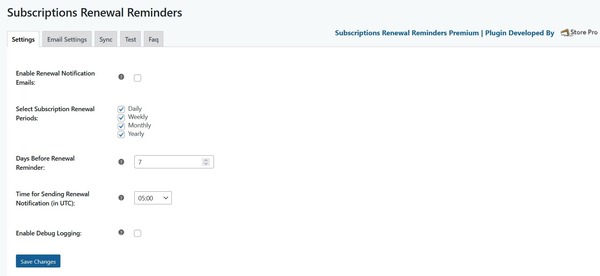 Subscriptions Renewal Reminders
Subscriptions Renewal Reminders Premium | Plugin Developed By Store Pro
Settings Email Settings Sync Test Faq
Enable Renewal Notification
Emails:
Select Subscription Renewal
Periods:
Daily
Weekly
Monthly
Yearly
Days Before Renewal
Reminder:
7
Time for Sending Renewal
Notification (in UTC):
05:00
Enable Debug Logging:
Save Changes